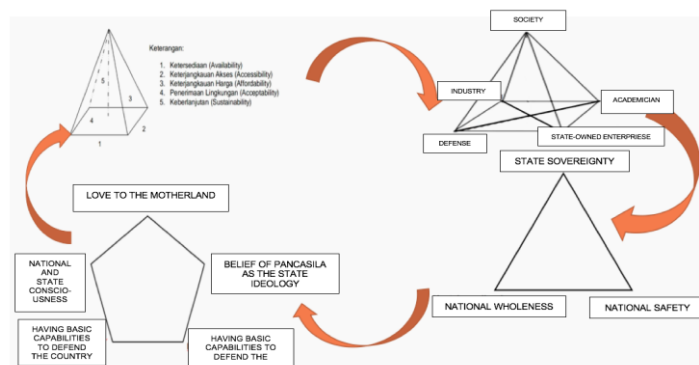 5
3
4
2
1
Keterangan:
1. Ketersediaan (Availability)
2. Keterjangkauan Akses (Accessibility)
3. Keterjangkauan Harga (Affordability)
4. Penerimaan Lingkungan (Acceptability)
5. Keberlanjutan (Sustainability)
SOCIETY
INDUSTRY
ACADEMICIAN
DEFENSE
STATE-OWNED ENTERPRIESE
STATE SOVEREIGNTY
NATIONAL WHOLENESS
NATIONAL SAFETY
LOVE TO THE MOTHERLAND
NATIONAL
AND
STATE
CONSCIO-
USNESS
BELIEF OF PANCASILA
AS THE STATE
IDEOLOGY
HAVING BASIC
CAPABILITIES
TO DEFEND
THE COUNTRY
HAVING BASIC
CAPABILITIES TO
DEFEND THE